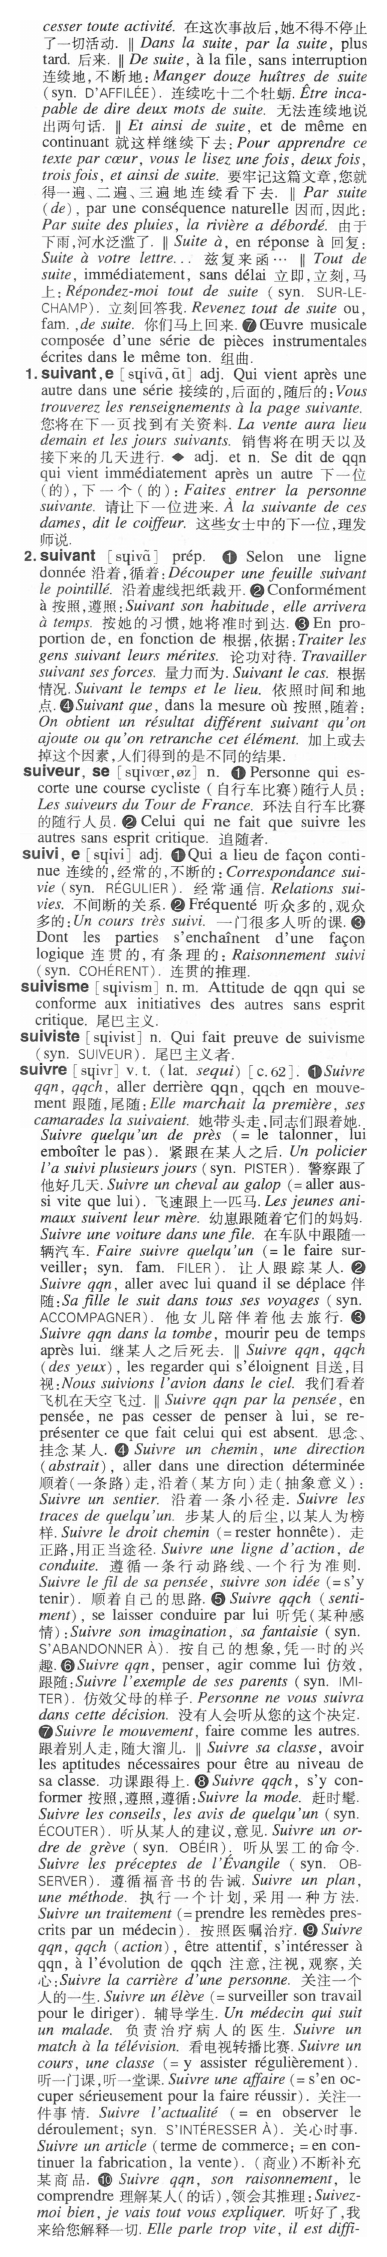 cesser toute activité. 在这次事故后,她不得不停止
了一切活动. ‖ Dans la suite, par la suite, plus
tard. 后来. ‖ De suite, à la file, sans interruption
连续地,不断地: Manger douze huîtres de suite
(syn. D'AFFILÉE). 连续吃十二个牡蛎. Être inca-
pable de dire deux mots de suite. 无法连续地说
出两句话. ‖ Et ainsi de suite, et de même en
continuant 就这样继续下去: Pour apprendre ce
texte par cœur, vous le lisez une fois, deux fois,
trois fois, et ainsi de suite. 要牢记这篇文章,您就
得一遍、二遍、三遍地连续看下去. ‖ Par suite
(de), par une conséquence naturelle 因而,因此:
Par suite des pluies, la rivière a débordé. 由于
下雨,河水泛滥了. ‖ Suite à, en réponse à 回复:
Suite à votre lettre... 兹复来函… ‖ Tout de
suite, immédiatement, sans délai 立即,立刻,马
上: Répondez-moi tout de suite (syn. SUR-LE-
CHAMP). 立刻回答我. Revenez tout de suite ou,
fam. ,de suite. 你们马上回来. ❼ Œuvre musicale
composée d'une série de pièces instrumentales
écrites dans le même ton. 组曲.
1. suivant, e [sɥivɑ̃, ɑ̃t] adj. Qui vient après une
autre dans une série 接续的,后面的,随后的: Vous
trouverez les renseignements à la page suivante.
您将在下一页找到有关资料. La vente aura lieu
demain et les jours suivants. 销售将在明天以及
接下来的几天进行. ◆ adj. et n. Se dit de qqn
qui vient immédiatement après un autre 下一位
(的),下一个(的): Faites entrer la personne
suivante. 请让下一位进来. À la suivante de ces
dames, dit le coiffeur. 这些女士中的下一位,理发
师说.
2. suivant [sɥivɑ̃] prép. ❶ Selon une ligne
donnée 沿着,循着: Découper une feuille suivant
le pointillé. 沿着虚线把纸裁开. ❷ Conformément
à 按照,遵照: Suivant son habitude, elle arrivera
à temps. 按她的习惯,她将准时到达. ❸ En pro-
portion de, en fonction de 根据,依据: Traiter les
gens suivant leurs mérites. 论功对待. Travailler
suivant ses forces. 量力而为. Suivant le cas. 根据
情况. Suivant le temps et le lieu. 依照时间和地
点. ❹ Suivant que, dans la mesure où 按照,随着:
On obtient un résultat différent suivant qu'on
ajoute ou qu'on retranche cet élément. 加上或去
掉这个因素,人们得到的是不同的结果.
suiveur, se [sɥivœr, øz] n. ❶ Personne qui es-
corte une course cycliste (自行车比赛)随行人员:
Les suiveurs du Tour de France. 环法自行车比赛
的随行人员. ❷ Celui qui ne fait que suivre les
autres sans esprit critique. 追随者.
suivi, e [sɥivi] adj. ❶ Qui a lieu de façon conti-
nue 连续的,经常的,不断的: Correspondance sui-
vie (syn. RÉGULIER). 经常通信. Relations sui-
vies. 不间断的关系. ❷ Fréquenté 听众多的,观众
多的: Un cours très suivi. 一门很多人听的课. ❸
Dont les parties s'enchaînent d'une façon
logique 连贯的,有条理的: Raisonnement suivi
(syn. COHÉRENT). 连贯的推理.
suivisme [sɥivism] n. m. Attitude de qqn qui se
conforme aux initiatives des autres sans esprit
critique. 尾巴主义.
suiviste [sɥivist] n. Qui fait preuve de suivisme
(syn. SUIVEUR). 尾巴主义者.
suivre [sɥivr] v. t. (lat. sequi) [c. 62]. ❶ Suivre
qqn, qqch, aller derrière qqn, qqch en mouve-
ment 跟随,尾随: Elle marchait la première, ses
camarades la suivaient. 她带头走,同志们跟着她.
Suivre quelqu'un de près (= le talonner, lui
emboîter le pas). 紧跟在某人之后. Un policier
l'a suivi plusieurs jours (syn. PISTER). 警察跟了
他好几天. Suivre un cheval au galop (= aller aus-
si vite que lui). 飞速跟上一匹马. Les jeunes ani-
maux suivent leur mère. 幼崽跟随着它们的妈妈.
Suivre une voiture dans une file. 在车队中跟随一
辆汽车. Faire suivre quelqu'un (= le faire sur-
veiller; syn. fam. FILER). 让人跟踪某人. ❷
Suivre qqn, aller avec lui quand il se déplace 伴
随: Sa fille le suit dans tous ses voyages (syn.
ACCOMPAGNER). 他女儿陪伴着他去旅行. ❸
Suivre qqn dans la tombe, mourir peu de temps
après lui. 继某人之后死去. ‖ Suivre qqn, qqch
(des yeux), les regarder qui s'éloignent 目送,目
视: Nous suivions l'avion dans le ciel. 我们看着
飞机在天空飞过. ‖ Suivre qqn par la pensée, en
pensée, ne pas cesser de penser à lui, se re-
présenter ce que fait celui qui est absent. 思念、
挂念某人. ❹ Suivre un chemin, une direction
(abstrait), aller dans une direction déterminée
顺着(一条路)走,沿着(某方向)走(抽象意义):
Suivre un sentier. 沿着一条小径走. Suivre les
traces de quelqu'un. 步某人的后尘,以某人为榜
样. Suivre le droit chemin (= rester honnête). 走
正路,用正当途径. Suivre une ligne d'action, de
conduite. 遵循一条行动路线、一个行为准则.
Suivre le fil de sa pensée, suivre son idée (= s'y
tenir). 顺着自己的思路. ❺ Suivre qqch (senti-
ment), se laisser conduire par lui 听凭(某种感
情): Suivre son imagination, sa fantaisie (syn.
S'ABANDONNER À). 按自己的想象,凭一时的兴
趣. ❻ Suivre qqn, penser, agir comme lui 仿效,
跟随: Suivre l'exemple de ses parents (syn. IMI-
TER). 仿效父母的样子. Personne ne vous suivra
dans cette décision. 没有人会听从您的这个决定.
❼ Suivre le mouvement, faire comme les autres.
跟着别人走,随大溜儿. ‖ Suivre sa classe, avoir
les aptitudes nécessaires pour être au niveau de
sa classe. 功课跟得上. ❽ Suivre qqch, s'y con-
former 按照,遵照,遵循: Suivre la mode. 赶时髦.
Suivre les conseils, les avis de quelqu'un (syn.
ÉCOUTER). 听从某人的建议,意见. Suivre un or-
dre de grève (syn. OBÉIR). 听从罢工的命令.
Suivre les préceptes de l'Évangile (syn. OB-
SERVER). 遵循福音书的告诫. Suivre un plan,
une méthode. 执行一个计划,采用一种方法.
Suivre un traitement (= prendre les remèdes pres-
crits par un médecin). 按照医嘱治疗. ❾ Suivre
qqn, qqch (action), être attentif, s'intéresser à
qqn, à l'évolution de qqch 注意,注视,观察,关
心: Suivre la carrière d'une personne. 关注一个
人的一生. Suivre un élève (= surveiller son travail
pour le diriger). 辅导学生. Un médecin qui suit
un malade. 负责治疗病人的医生. Suivre un
match à la télévision. 看电视转播比赛. Suivre un
cours, une classe (= y assister régulièrement).
听一门课,听一堂课. Suivre une affaire (= s'en oc-
cuper sérieusement pour la faire réussir). 关注一
件事情. Suivre l'actualité (= en observer le
déroulement; syn. S'INTÉRESSER À). 关心时事.
Suivre un article (terme de commerce; = en con-
tinuer la fabrication, la vente). (商业)不断补充
某商品. ❿ Suivre qqn, son raisonnement, le
comprendre 理解某人(的话),领会其推理: Suivez-
moi bien, je vais tout vous expliquer. 听好了,我
来给您解释一切. Elle parle trop vite, il est diffi-